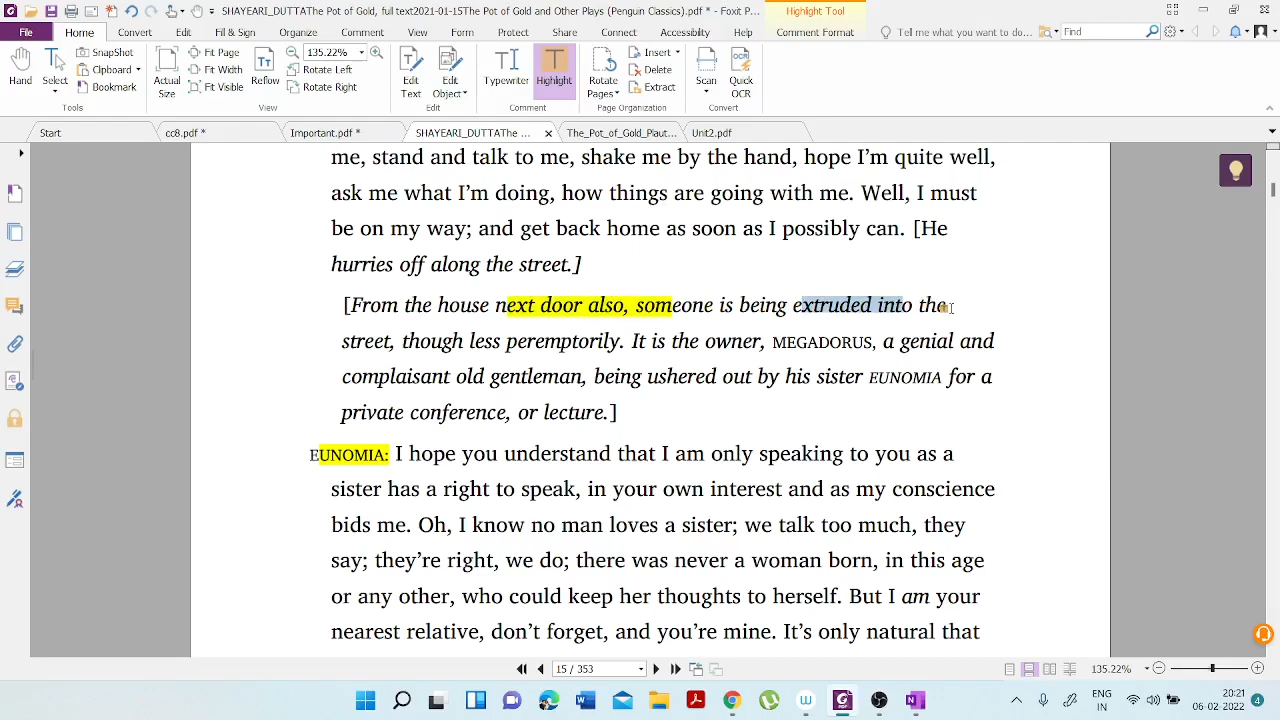 SHAYEARI_DUTTAThe Pot of Gold, full text2021-01-15The Pot of Gold and Other Plays (Penguin Classics).pdf - Foxit P...
Highlight Tool
File Home Convert Edit Fill & Sign Organize Comment View Form Protect Share Connect Accessibility Help Comment Format Tell me what you want to do... Find
Hand
Select
SnapShot
Clipboard
Bookmark
Tools
Actual Size
Fit Page
Fit Width
Fit Visible
Reflow
135.22%
Rotate Left
Rotate Right
View
Edit Text
Edit Object
Edit
Typewriter
Highlight
Comment
Rotate Pages
Insert
Delete
Extract
Page Organization
Scan
Quick OCR
Convert
Start cc8.pdf * Important.pdf * SHAYEARI_DUTTAThe ... The_Pot_of_Gold_Plaut... Unit2.pdf
me, stand and talk to me, shake me by the hand, hope I’m quite well,
ask me what I’m doing, how things are going with me. Well, I must
be on my way; and get back home as soon as I possibly can. [He
hurries off along the street.]
[From the house next door also, someone is being extruded into the
street, though less peremptorily. It is the owner, MEGADORUS, a genial and
complaisant old gentleman, being ushered out by his sister EUNOMIA for a
private conference, or lecture.]
EUNOMIA: I hope you understand that I am only speaking to you as a
sister has a right to speak, in your own interest and as my conscience
bids me. Oh, I know no man loves a sister; we talk too much, they
say; they’re right, we do; there was never a woman born, in this age
or any other, who could keep her thoughts to herself. But I am your
nearest relative, don’t forget, and you’re mine. It’s only natural that
15 / 353
135.22%
ENG
IN
20:21
06-02-2022
4